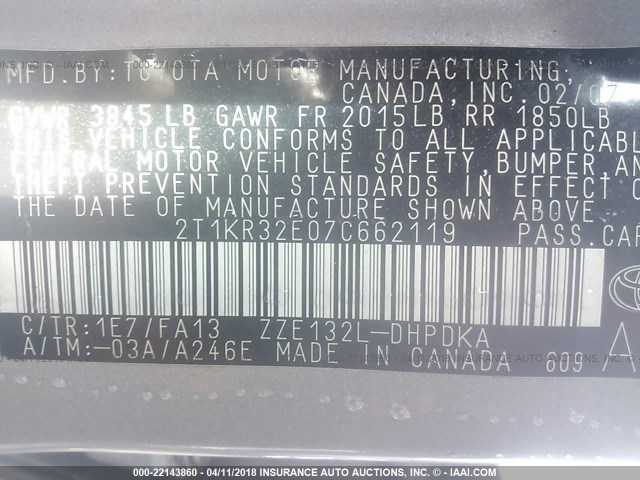 MFD. BY: TOYOTA MOTOR MANUFACTURING,
CANADA, INC. 02/07
GVWR 3845 LB GAWR FR 2015LB RR 1850LB
THIS VEHICLE CONFORMS TO ALL APPLICABL
FEDERAL MOTOR VEHICLE SAFETY, BUMPER, AN
THEFT PREVENTION STANDARDS IN EFFECT O
THE DATE OF MANUFACTURE SHOWN ABOVE.
2T1KR32E07C662119 PASS. CAR
C/TR: 1E7/FA13 ZZE132L-DHPDKA
A/TM: -03A/A246E MADE IN CANADA 609
000-22143860 - 04/11/2018 - INSURANCE AUTO AUCTIONS, INC. - © IAAI.COM